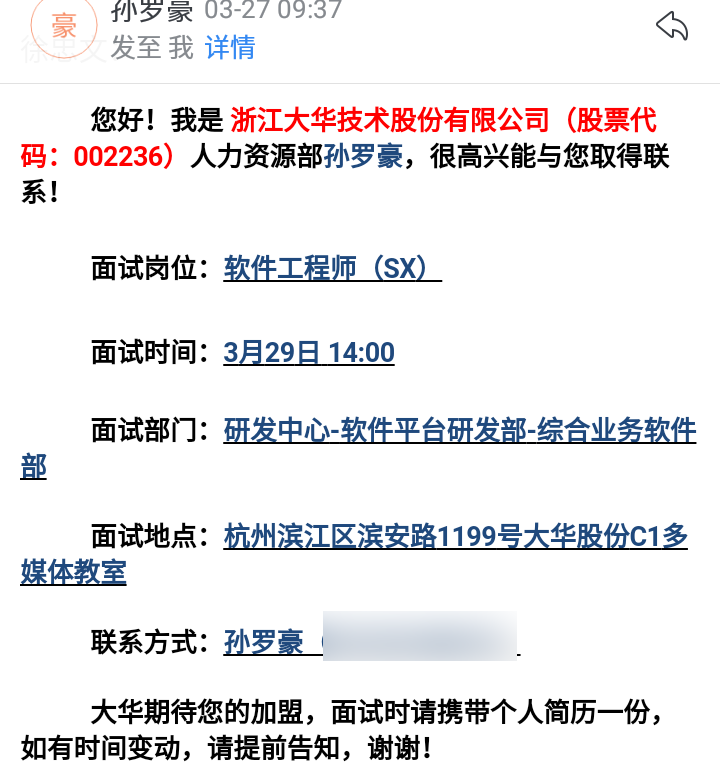 豪
孙罗豪 03-27 09:37
徐忠文
发至 我 详情
您好！我是 浙江大华技术股份有限公司（股票代
码：002236）人力资源部孙罗豪，很高兴能与您取得联
系！
面试岗位：软件工程师（SX）
面试时间：3月29日 14:00
面试部门：研发中心-软件平台研发部-综合业务软件
部
面试地点：杭州滨江区滨安路1199号大华股份C1多
媒体教室
联系方式：孙罗豪（
大华期待您的加盟，面试时请携带个人简历一份，
如有时间变动，请提前告知，谢谢！